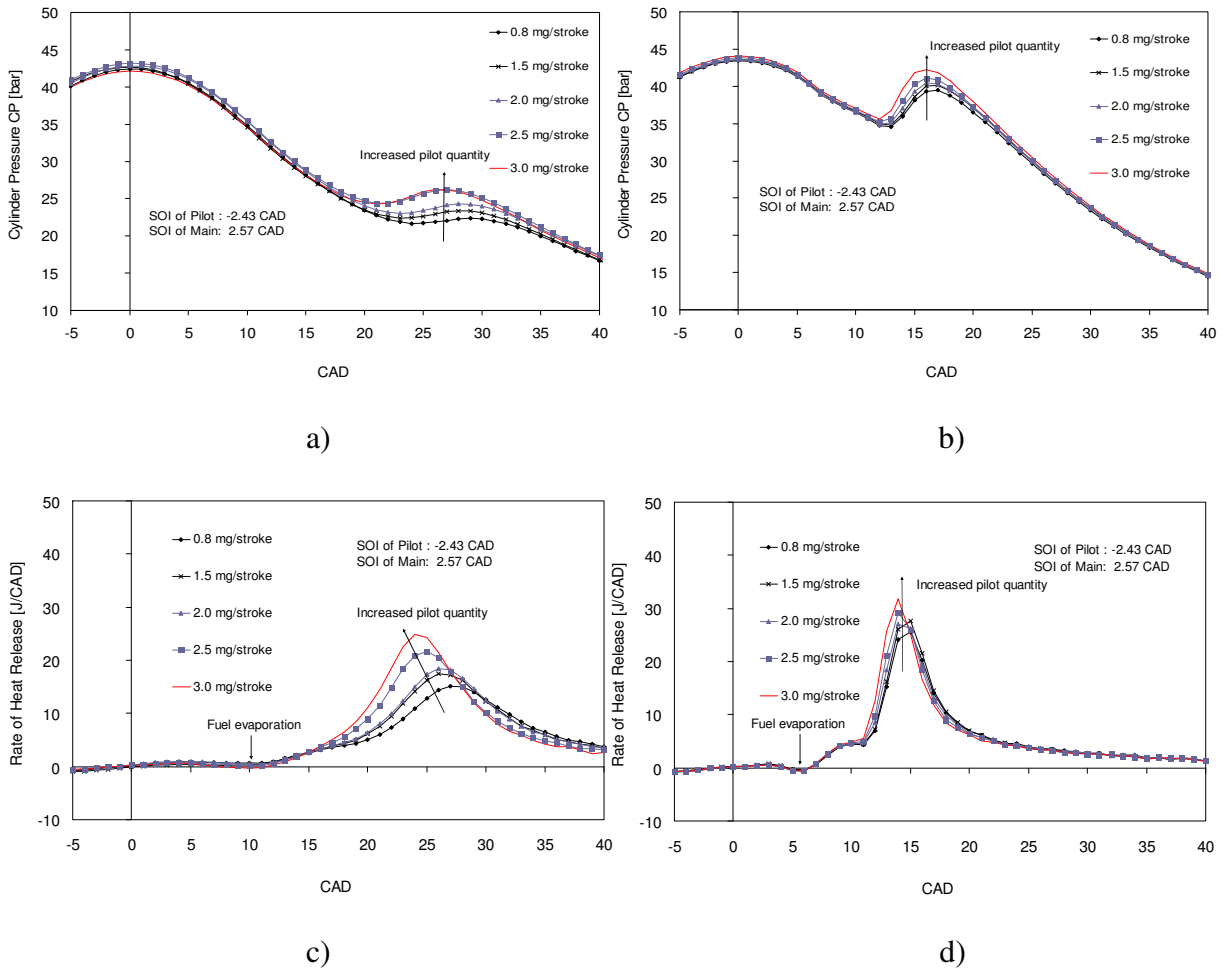 50
45
40
35
30
25
20
15
10
Cylinder Pressure CP [bar]
0.8 mg/stroke
1.5 mg/stroke
2.0 mg/stroke
2.5 mg/stroke
3.0 mg/stroke
Increased pilot quantity
SOI of Pilot : -2.43 CAD
SOI of Main: 2.57 CAD
-5 0 5 10 15 20 25 30 35 40
CAD
a)
50
45
40
35
30
25
20
15
10
Cylinder Pressure CP [bar]
Increased pilot quantity
0.8 mg/stroke
1.5 mg/stroke
2.0 mg/stroke
2.5 mg/stroke
3.0 mg/stroke
SOI of Pilot : -2.43 CAD
SOI of Main: 2.57 CAD
-5 0 5 10 15 20 25 30 35 40
CAD
b)
50
40
30
20
10
0
-10
Rate of Heat Release [J/CAD]
0.8 mg/stroke
1.5 mg/stroke
2.0 mg/stroke
2.5 mg/stroke
3.0 mg/stroke
SOI of Pilot : -2.43 CAD
SOI of Main: 2.57 CAD
Increased pilot quantity
Fuel evaporation
-5 0 5 10 15 20 25 30 35 40
CAD
c)
50
40
30
20
10
0
-10
Rate of Heat Release [J/CAD]
0.8 mg/stroke
1.5 mg/stroke
2.0 mg/stroke
2.5 mg/stroke
3.0 mg/stroke
SOI of Pilot : -2.43 CAD
SOI of Main: 2.57 CAD
Increased pilot quantity
Fuel evaporation
-5 0 5 10 15 20 25 30 35 40
CAD
d)